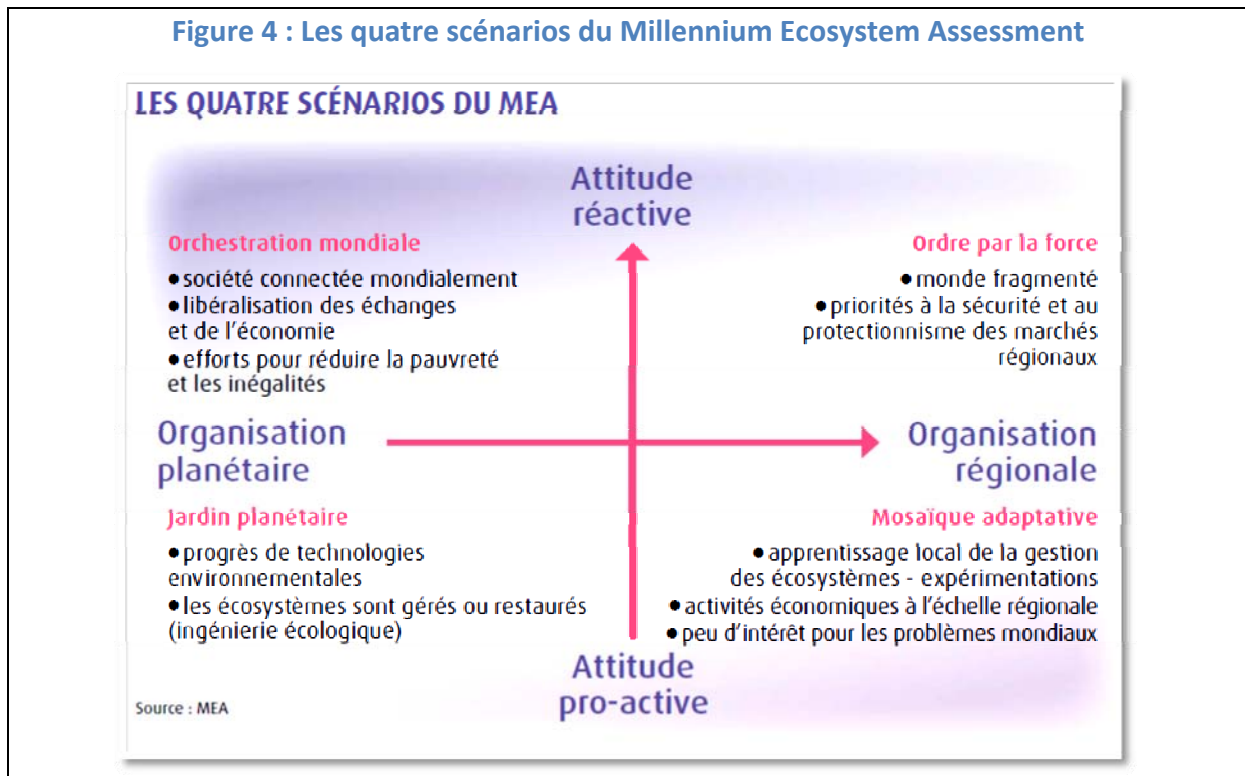 Figure 4 : Les quatre scénarios du Millennium Ecosystem Assessment
LES QUATRE SCÉNARIOS DU MEA
Attitude
réactive
Orchestration mondiale
•société connectée mondialement
•libéralisation des échanges
et de l'économie
•efforts pour réduire la pauvreté
et les inégalités
Ordre par la force
•monde fragmenté
•priorités à la sécurité et au
protectionnisme des marchés
régionaux
Organisation
planétaire
Organisation
régionale
Jardin planétaire
•progrès de technologies
environnementales
•les écosystèmes sont gérés ou restaurés
(ingénierie écologique)
Mosaïque adaptative
•apprentissage local de la gestion
des écosystèmes - expérimentations
•activités économiques à l'échelle régionale
•peu d'intérêt pour les problèmes mondiaux
Attitude
pro-active
Source : MEA